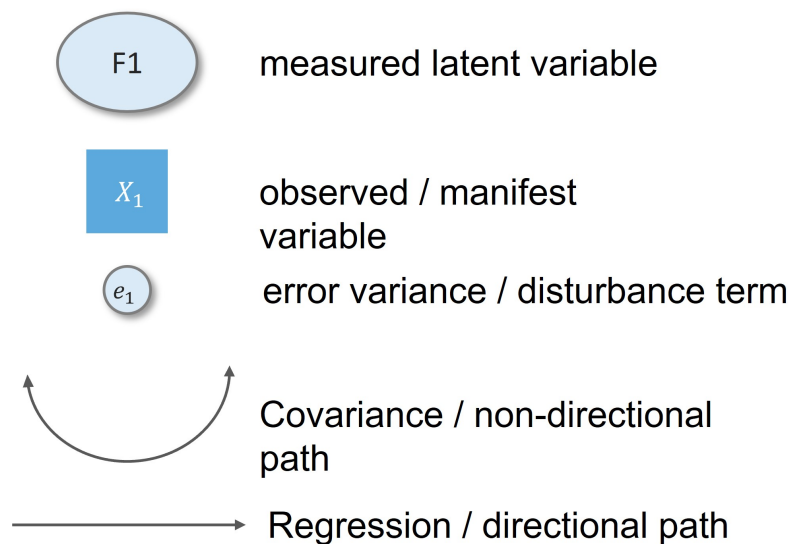 F1
measured latent variable
X₁
observed / manifest
variable
e₁
error variance / disturbance term
Covariance / non-directional
path
Regression / directional path